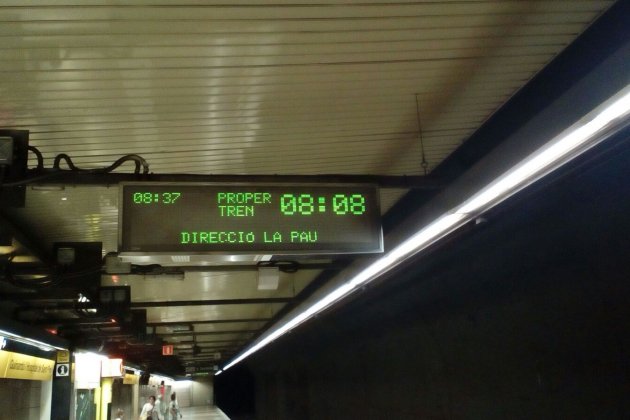 08:37 PROPER 08:08
TREN
DIRECCIÓ LA PAU
i